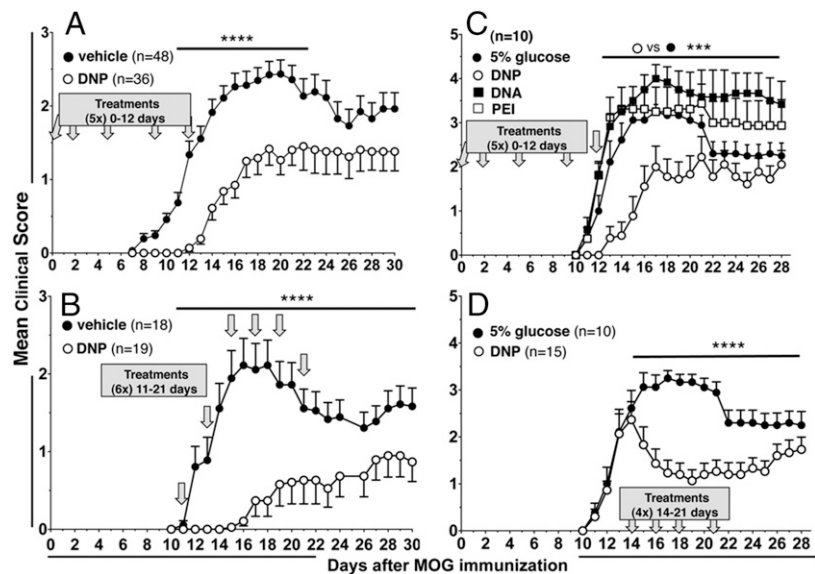 A
****
vehicle (n=48)
DNP (n=36)
Treatments
(5x) 0-12 days
3
2
1
0
0 2 4 6 8 10 12 14 16 18 20 22 24 26 28 30
C
(n=10)
5% glucose
DNP
DNA
PEI
vs ***
Treatments
(5x) 0-12 days
5
4
3
2
1
0
0 2 4 6 8 10 12 14 16 18 20 22 24 26 28
Mean Clinical Score
B
****
vehicle (n=18)
DNP (n=19)
Treatments
(6x) 11-21 days
3
2
1
0
0 2 4 6 8 10 12 14 16 18 20 22 24 26 28 30
D
5% glucose (n=10)
DNP (n=15)
****
Treatments
(4x) 14-21 days
5
4
3
2
1
0
0 2 4 6 8 10 12 14 16 18 20 22 24 26 28
Days after MOG immunization